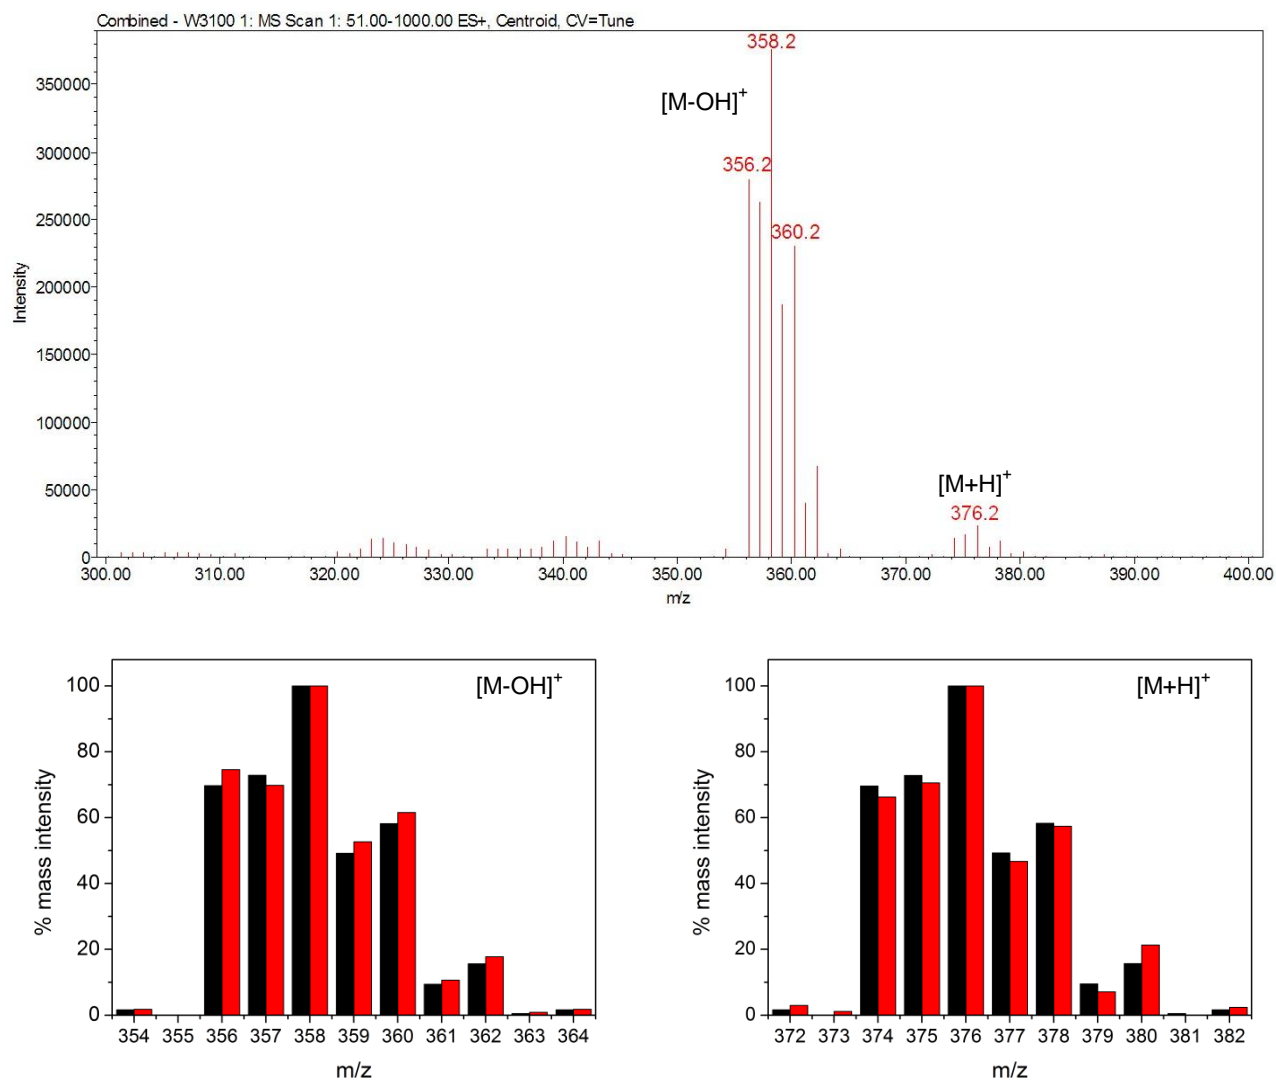 Combined - W3100 1: MS Scan 1: 51.00-1000.00 ES+, Centroid, CV=Tune
358.2
[M-OH]+
356.2
360.2
[M+H]+
376.2
Intensity
350000
300000
250000
200000
150000
100000
50000
0
300.00 310.00 320.00 330.00 340.00 350.00 360.00 370.00 380.00 390.00 400.00
m/z
[M-OH]+
% mass intensity
100
80
60
40
20
0
354 355 356 357 358 359 360 361 362 363 364
m/z
[M+H]+
% mass intensity
100
80
60
40
20
0
372 373 374 375 376 377 378 379 380 381 382
m/z